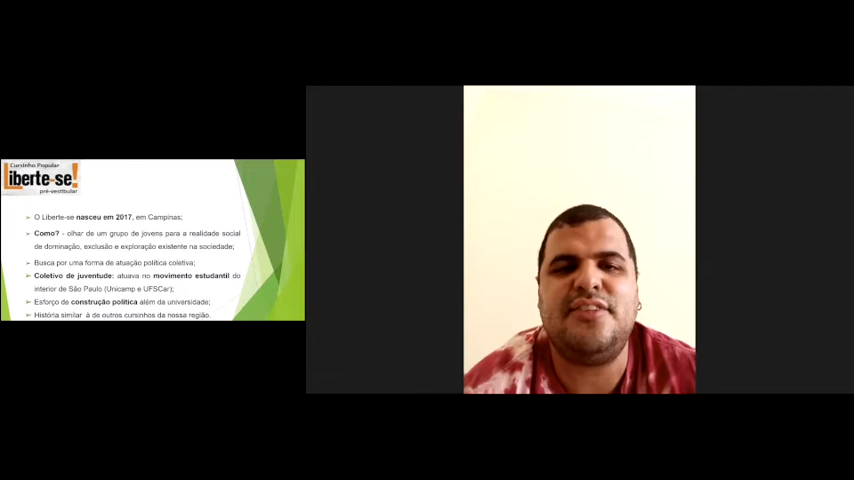 Cursinho Popular
liberte-se!
pré-vestibular
➢ O Liberte-se nasceu em 2017, em Campinas;
➢ Como? - olhar de um grupo de jovens para a realidade social
de dominação, exclusão e exploração existente na sociedade;
➢ Busca por uma forma de atuação política coletiva;
➢ Coletivo de juventude: atuava no movimento estudantil do
interior de São Paulo (Unicamp e UFSCar);
➢ Esforço de construção política além da universidade;
➢ História similar à de outros cursinhos da nossa região.